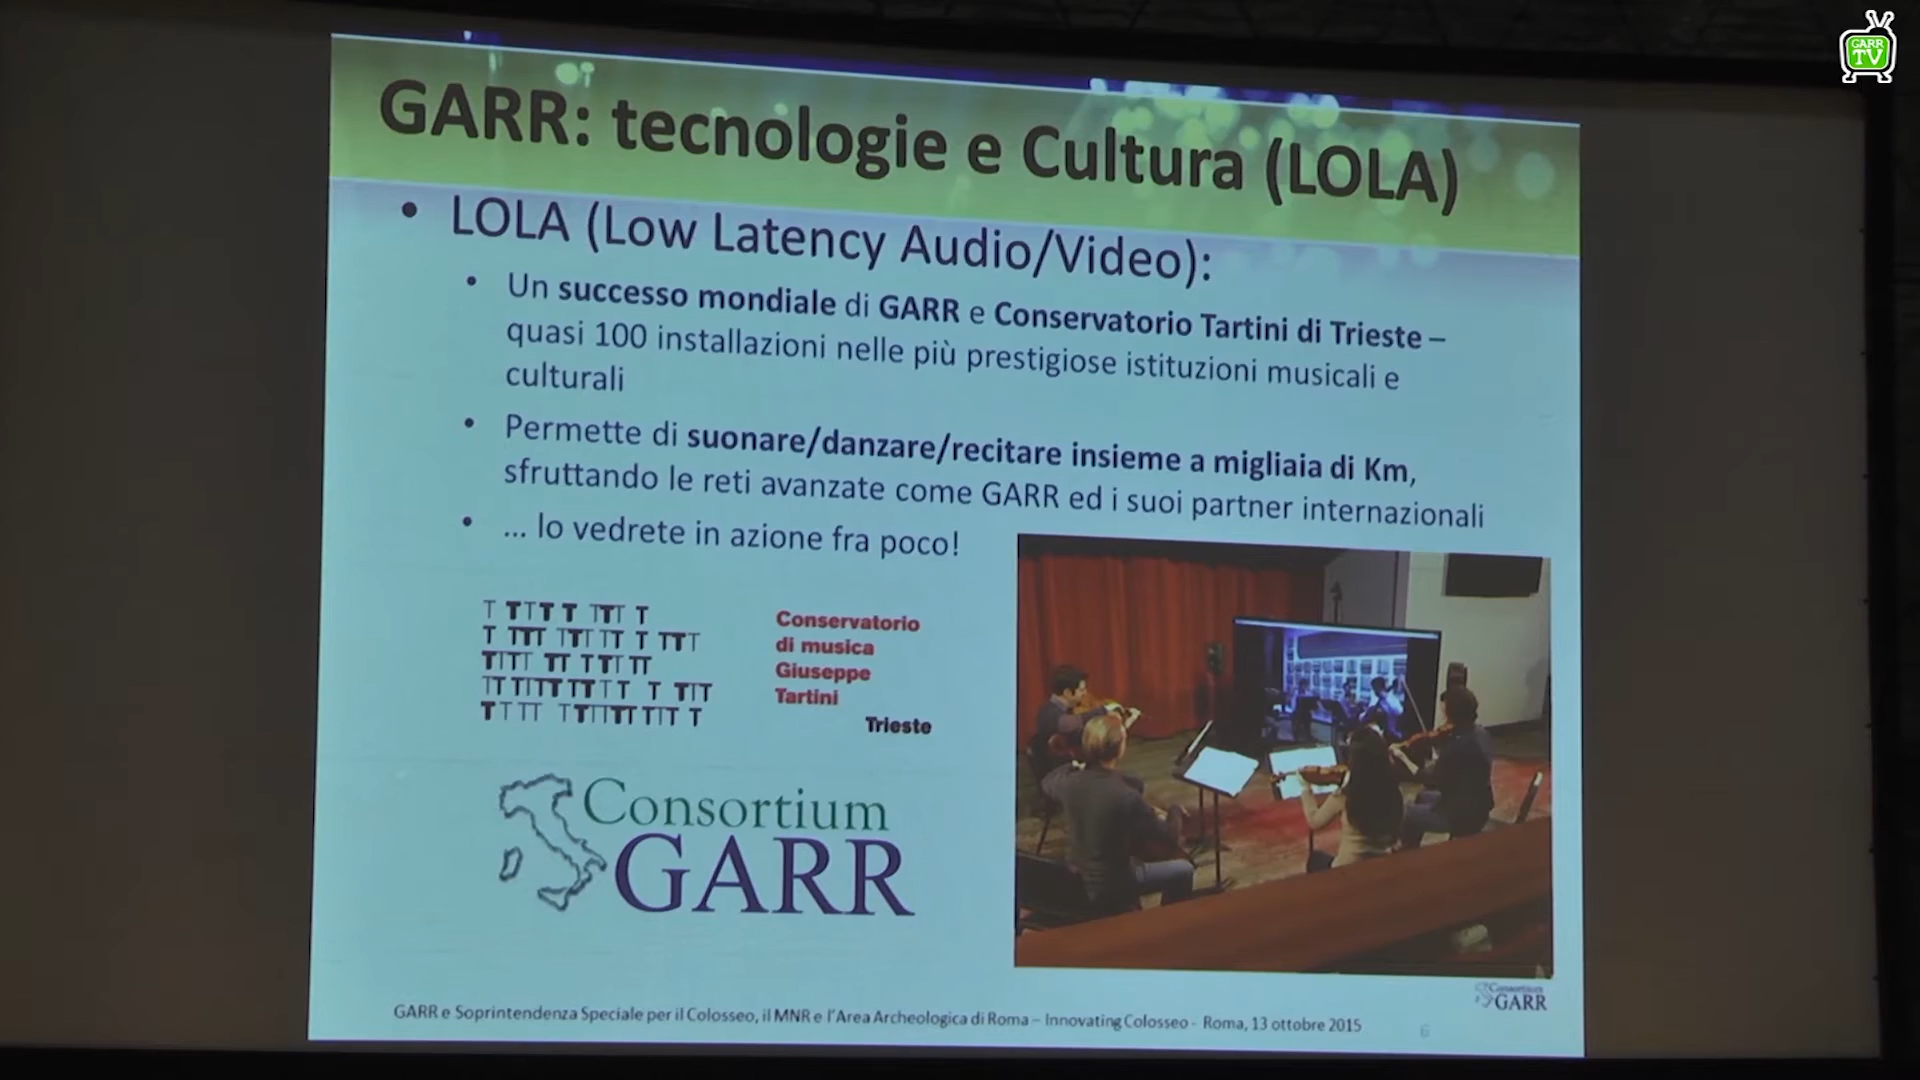 GARR TV
GARR: tecnologie e Cultura (LOLA)
• LOLA (Low Latency Audio/Video):
• Un successo mondiale di GARR e Conservatorio Tartini di Trieste –
quasi 100 installazioni nelle più prestigiose istituzioni musicali e
culturali
• Permette di suonare/danzare/recitare insieme a migliaia di Km,
sfruttando le reti avanzate come GARR ed i suoi partner internazionali
• ... lo vedrete in azione fra poco!
Conservatorio
di musica
Giuseppe
Tartini
Trieste
Consortium
GARR
Consortium
GARR
GARR e Soprintendenza Speciale per il Colosseo, il MNR e l'Area Archeologica di Roma – Innovating Colosseo - Roma, 13 ottobre 2015
6